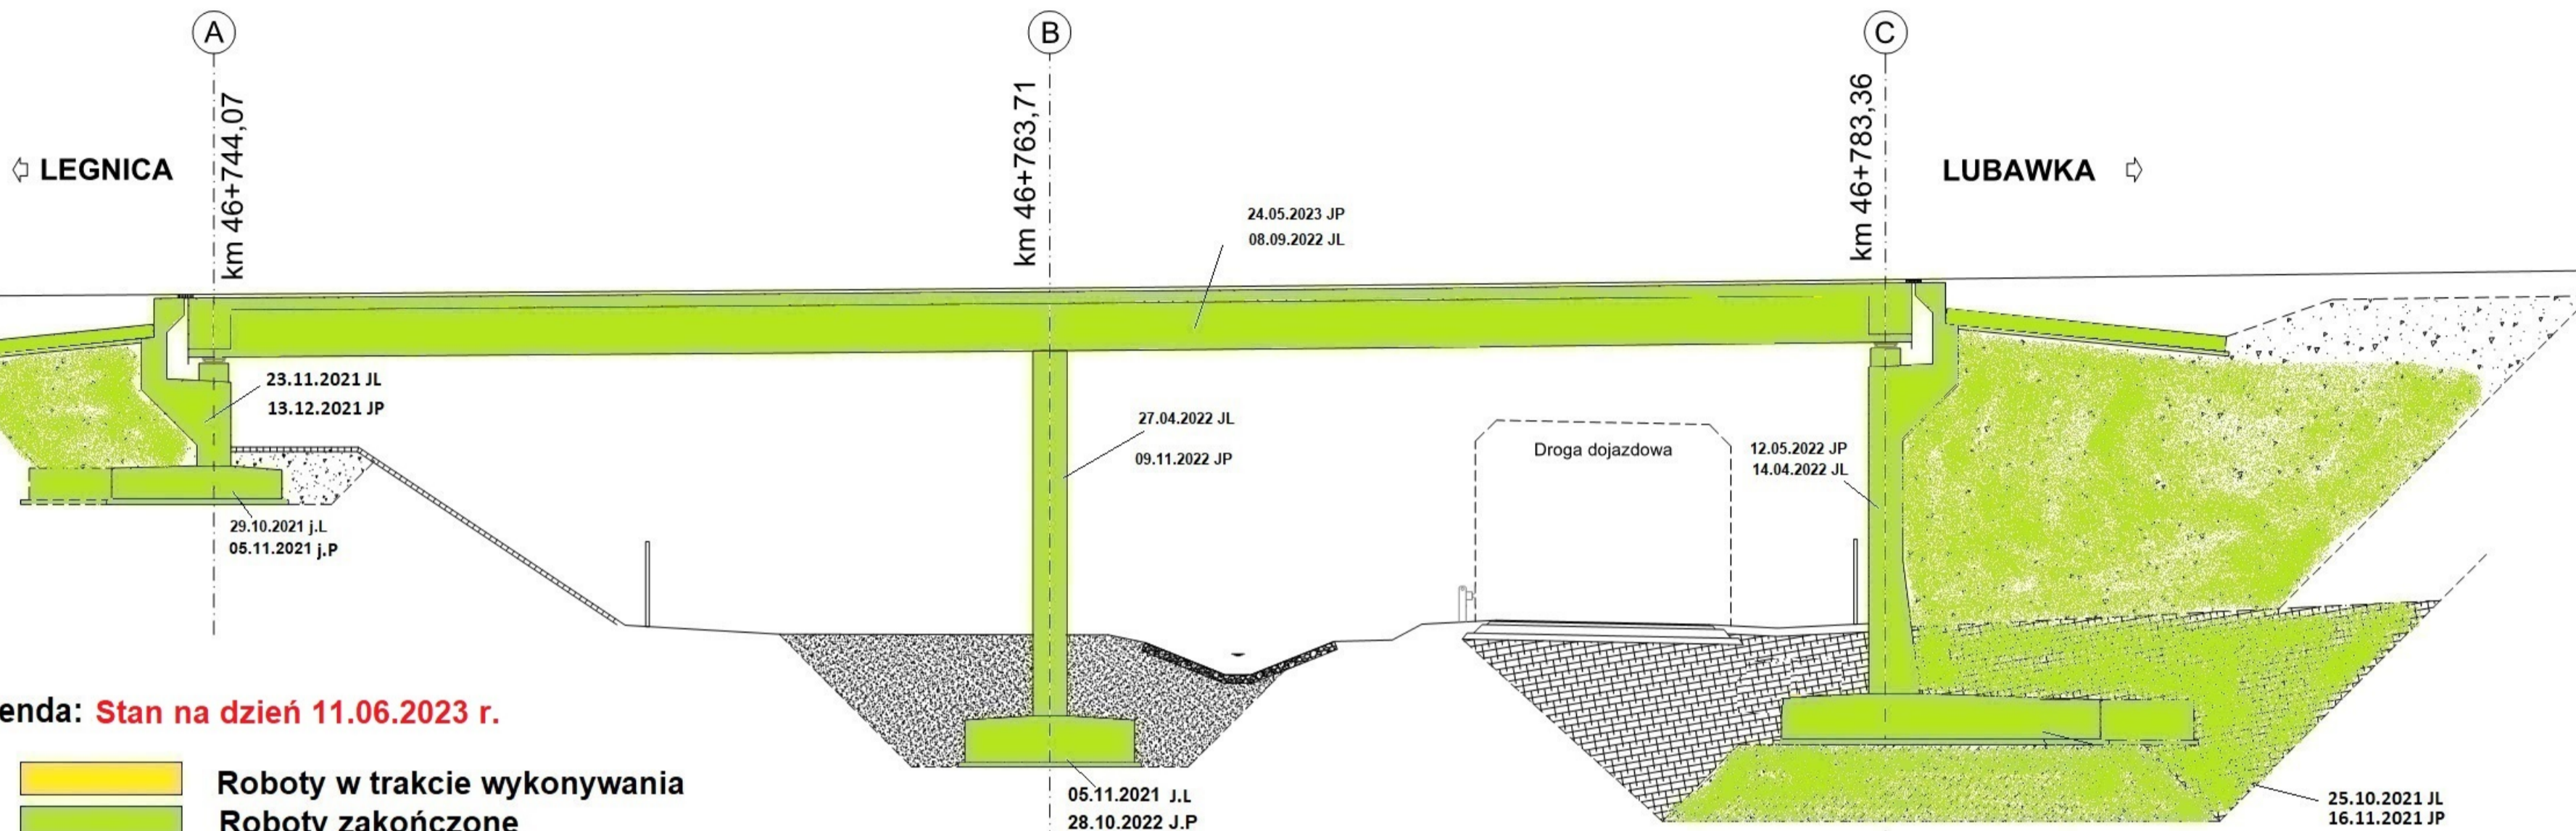 A
B
C
km 46+744,07
km 46+763,71
km 46+783,36
LEGNICA
LUBAWKA
24.05.2023 JP
08.09.2022 JL
23.11.2021 JL
13.12.2021 JP
27.04.2022 JL
09.11.2022 JP
Droga dojazdowa
12.05.2022 JP
14.04.2022 JL
29.10.2021 j.L
05.11.2021 j.P
enda: Stan na dzień 11.06.2023 r.
Roboty w trakcie wykonywania
Roboty zakończone
05.11.2021 J.L
28.10.2022 J.P
25.10.2021 JL
16.11.2021 JP